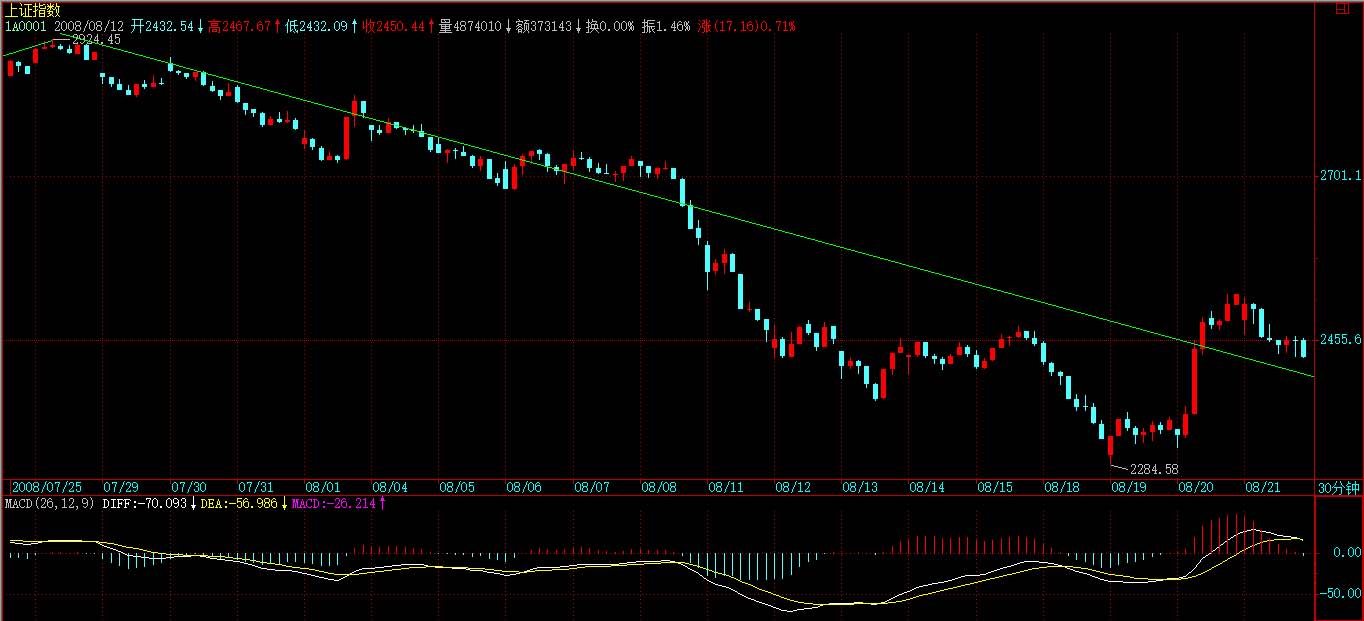 上证指数
1A0001 2008/08/12 开2432.54↓高2467.67↑低2432.09↑收2450.44↑量4874010↓额373143↓换0.00% 振1.46% 涨(17.16)0.71%
2924.45
2701.1
2455.6
2284.58
2008/07/25 07/29 07/30 07/31 08/01 08/04 08/05 08/06 08/07 08/08 08/11 08/12 08/13 08/14 08/15 08/18 08/19 08/20 08/21 30分钟
MACD(26,12,9) DIFF:-70.093↓DEA:-56.986↓MACD:-26.214↑
0.00
-50.00